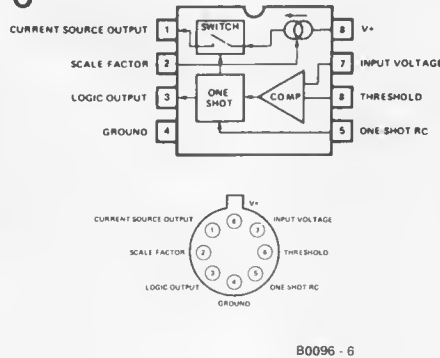 CURRENT SOURCE OUTPUT 1 SWITCH 8 V+
SCALE FACTOR 2 7 INPUT VOLTAGE
LOGIC OUTPUT 3 ONE SHOT COMP 6 THRESHOLD
GROUND 4 5 ONE-SHOT RC
V+
CURRENT SOURCE OUTPUT 1 8 7 INPUT VOLTAGE
SCALE FACTOR 2 6 THRESHOLD
LOGIC OUTPUT 3 4 5 ONE-SHOT RC
GROUND
B0096 - 6